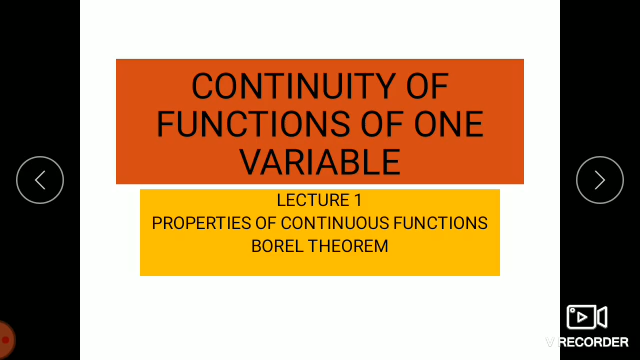 CONTINUITY OF
FUNCTIONS OF ONE
VARIABLE
LECTURE 1
PROPERTIES OF CONTINUOUS FUNCTIONS
BOREL THEOREM
V RECORDER